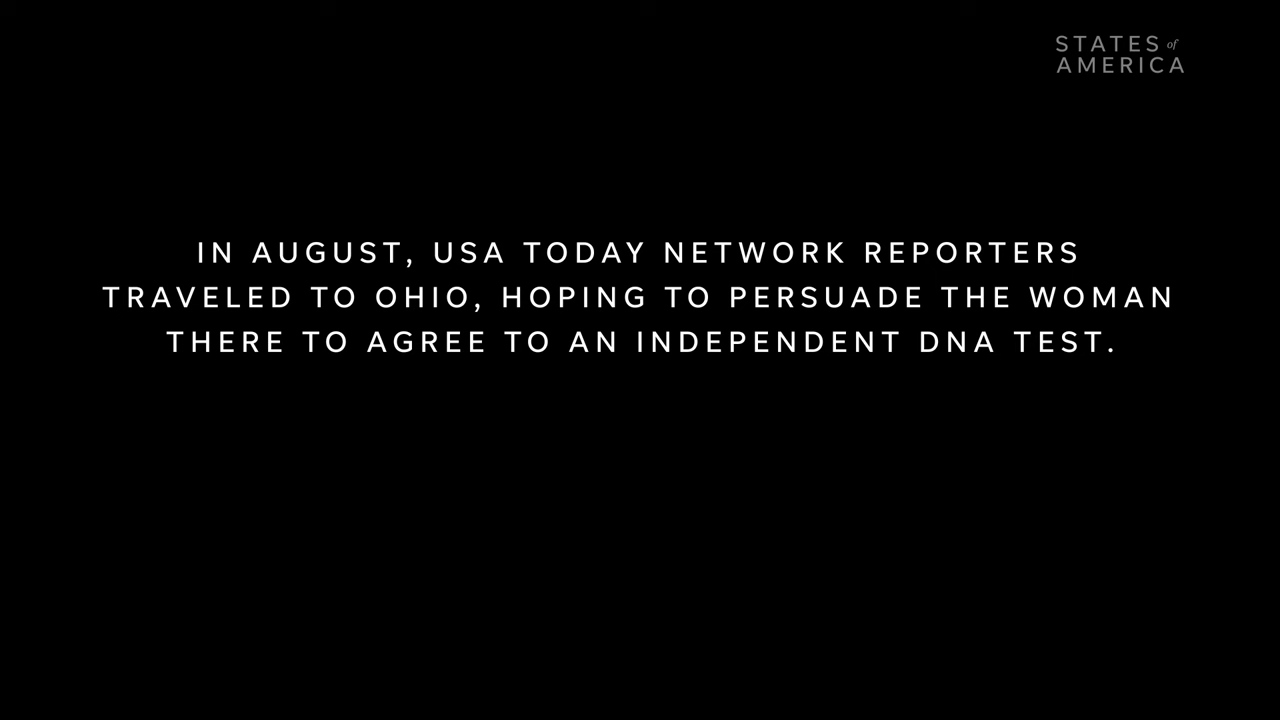 STATES of
AMERICA
IN AUGUST, USA TODAY NETWORK REPORTERS
TRAVELED TO OHIO, HOPING TO PERSUADE THE WOMAN
THERE TO AGREE TO AN INDEPENDENT DNA TEST.